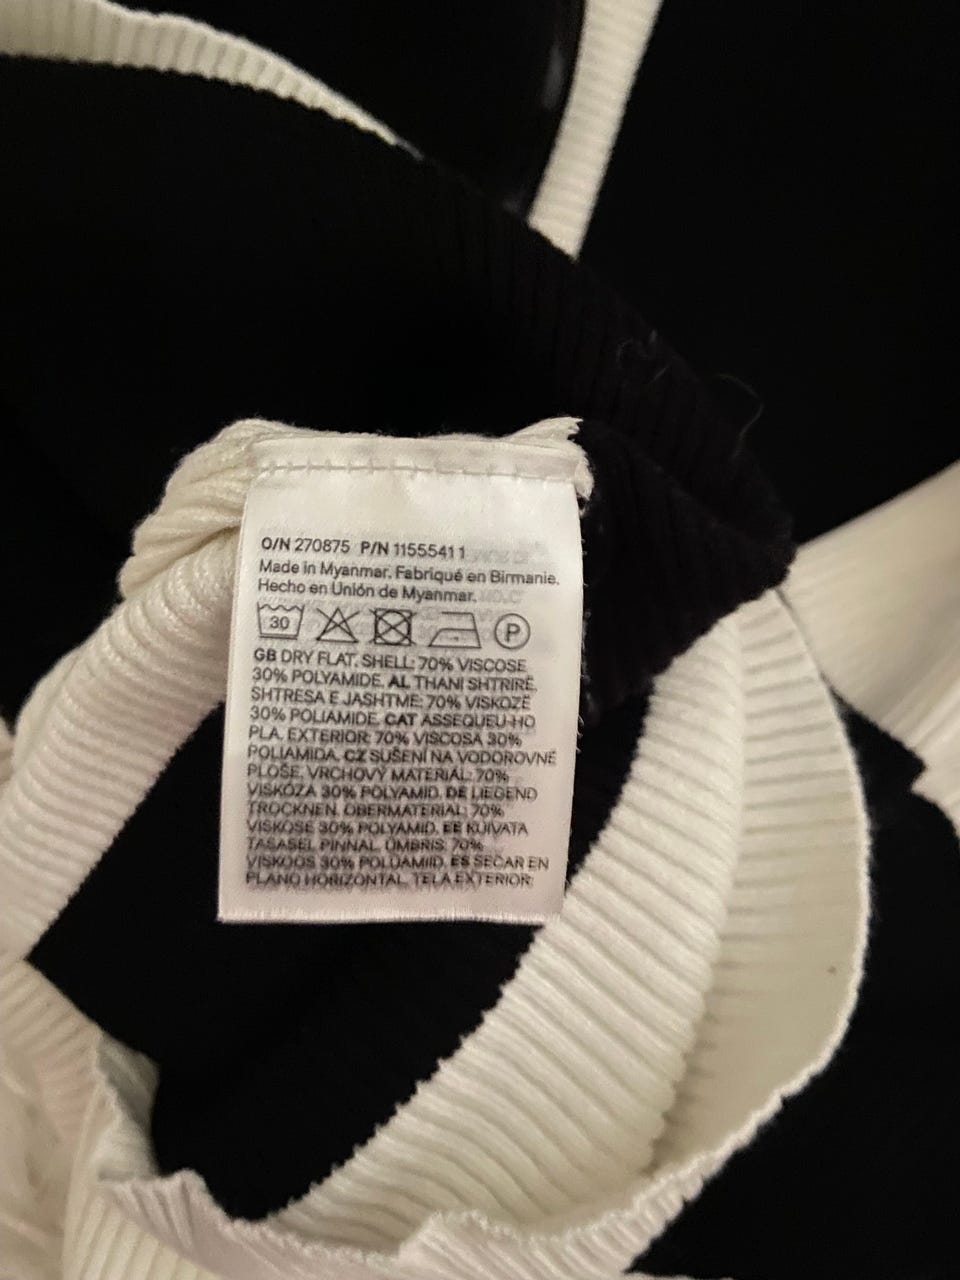 O/N 270875 P/N 11555411
Made in Myanmar. Fabriqué en Birmanie.
Hecho en Unión de Myanmar.
30 P
GB DRY FLAT. SHELL: 70% VISCOSE
30% POLYAMIDE. AL THANI SHTRIRË.
SHTRESA E JASHTME: 70% VISKOZË
30% POLIAMIDE. CAT ASSEQUEU-HO
PLA. EXTERIOR: 70% VISCOSA 30%
POLIAMIDA. CZ SUŠENÍ NA VODOROVNÉ
PLOŠE. VRCHOVÝ MATERIÁL: 70%
VISKÓZA 30% POLYAMID. DE LIEGEND
TROCKNEN. OBERMATERIAL: 70%
VISKOSE 30% POLYAMID. EE KUIVATA
TASASEL PINNAL. ÜMBRIS: 70%
VISKOOS 30% POLÜAMIID. ES SECAR EN
PLANO HORIZONTAL. TELA EXTERIOR: